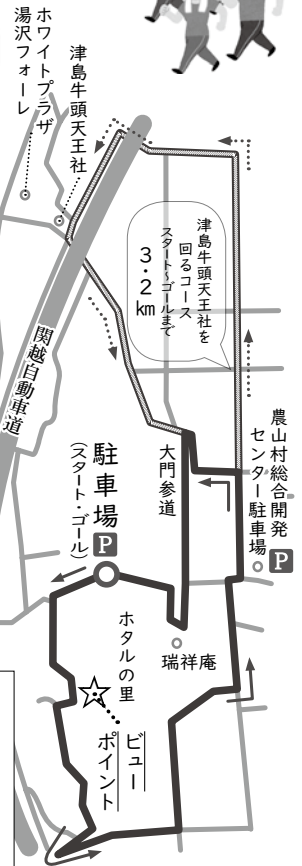 ホワイトプラザ
湯沢フォーレ
津島牛頭天王社
津島牛頭天王社を
回るコース
スタート~ゴールまで
3・2
km
関越自動車道
農山村総合開発
センター駐車場
P
大門参道
駐車場
P
(スタート・ゴール)
ホタルの里
瑞祥庵
ビュー
ポイント